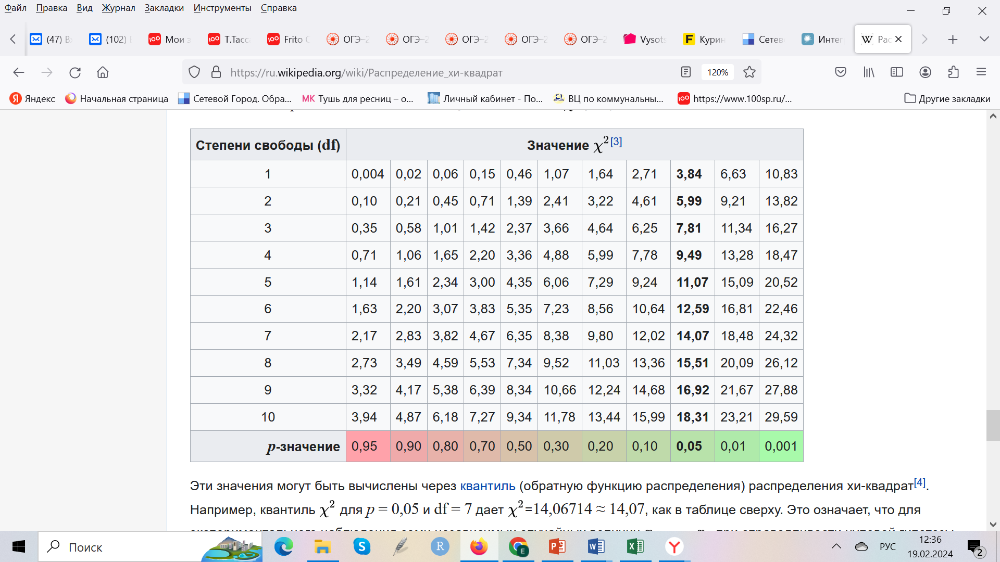 Файл Правка Вид Журнал Закладки Инструменты Справка
(47) (102) Мои Т.Тасс Frito ОГЭ–2 ОГЭ–2 ОГЭ–2 ОГЭ–2 ОГЭ–2 Vysots Курин Сетев Интег Рас
https://ru.wikipedia.org/wiki/Распределение_хи-квадрат 120%
Яндекс Начальная страница Сетевой Город. Обра... МК Тушь для ресниц – о... Личный кабинет - По... ВЦ по коммунальны... https://www.100sp.ru/... Другие закладки
Степени свободы (df) Значение χ²[3]
1 0,004 0,02 0,06 0,15 0,46 1,07 1,64 2,71 3,84 6,63 10,83
2 0,10 0,21 0,45 0,71 1,39 2,41 3,22 4,61 5,99 9,21 13,82
3 0,35 0,58 1,01 1,42 2,37 3,66 4,64 6,25 7,81 11,34 16,27
4 0,71 1,06 1,65 2,20 3,36 4,88 5,99 7,78 9,49 13,28 18,47
5 1,14 1,61 2,34 3,00 4,35 6,06 7,29 9,24 11,07 15,09 20,52
6 1,63 2,20 3,07 3,83 5,35 7,23 8,56 10,64 12,59 16,81 22,46
7 2,17 2,83 3,82 4,67 6,35 8,38 9,80 12,02 14,07 18,48 24,32
8 2,73 3,49 4,59 5,53 7,34 9,52 11,03 13,36 15,51 20,09 26,12
9 3,32 4,17 5,38 6,39 8,34 10,66 12,24 14,68 16,92 21,67 27,88
10 3,94 4,87 6,18 7,27 9,34 11,78 13,44 15,99 18,31 23,21 29,59
p-значение 0,95 0,90 0,80 0,70 0,50 0,30 0,20 0,10 0,05 0,01 0,001
Эти значения могут быть вычислены через квантиль (обратную функцию распределения) распределения хи-квадрат[4].
Например, квантиль χ² для p = 0,05 и df = 7 дает χ²=14,06714 ≈ 14,07, как в таблице сверху. Это означает, что для
Поиск РУС 12:36
19.02.2024 2